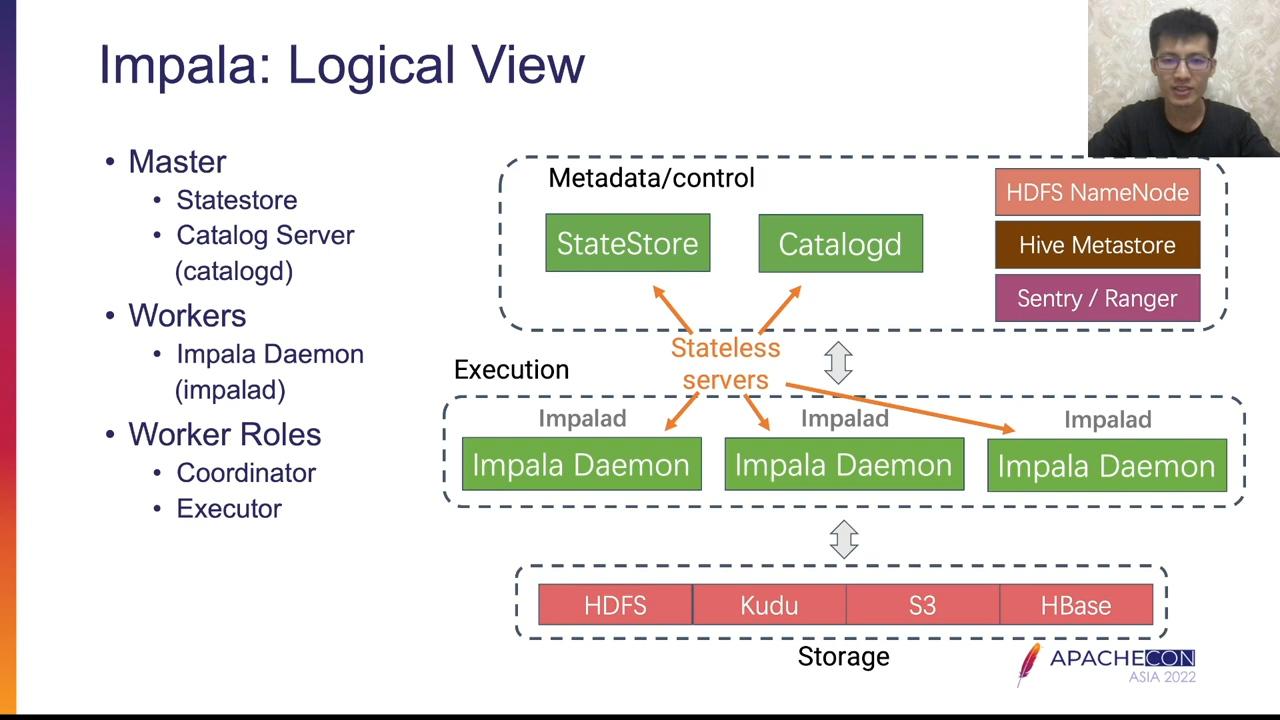 Impala: Logical View
• Master
• Statestore
• Catalog Server
(catalogd)
• Workers
• Impala Daemon
(impalad)
• Worker Roles
• Coordinator
• Executor
Metadata/control
StateStore
Catalogd
HDFS NameNode
Hive Metastore
Sentry / Ranger
Stateless
servers
Execution
Impalad
Impalad
Impalad
Impala Daemon
Impala Daemon
Impala Daemon
HDFS
Kudu
S3
HBase
Storage
APACHECON
ASIA 2022